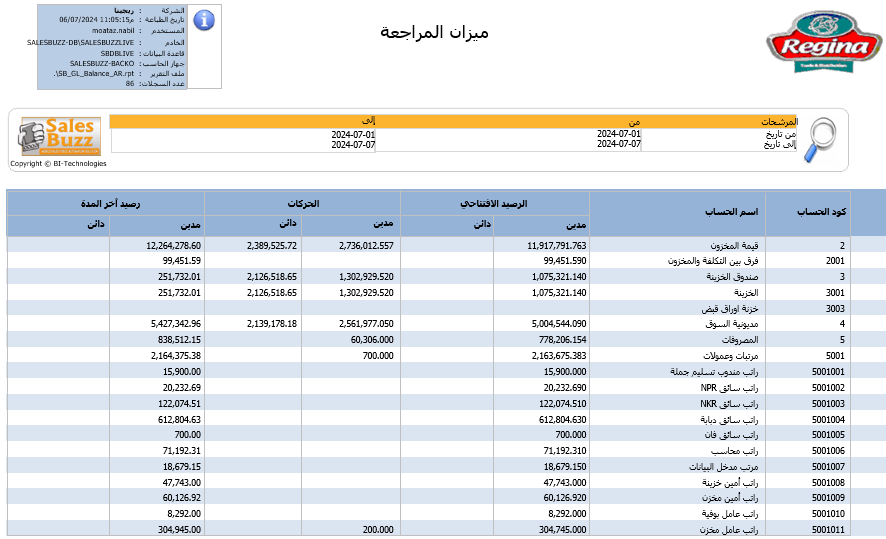 الشركة : ريجينا
تاريخ الطباعة : 06/07/2024 11:05:15م
المستخدم : moataz.nabil
الخادم : SALESBUZZ-DB\SALESBUZZLIVE
قاعدة البيانات: SBDBLIVE
جهاز الحاسب: SALESBUZZ-BACKO
ملف التقرير : \SB_GL_Balance_AR.rpt.
عدد السجلات: 86
ميزان المراجعة
Regina
Trade & Distribution
Sales Buzz
Copyright © BI-Technologies
المرشحات من إلى
من تاريخ 2024-07-01 2024-07-01
إلى تاريخ 2024-07-07 2024-07-07
كود الحساب اسم الحساب الرصيد الافتتاحي الحركات رصيد آخر المدة
مدين دائن مدين دائن مدين دائن
2 قيمة المخزون 11,917,791.763 2,736,012.557 2,389,525.72 12,264,278.60
2001 فرق بين التكلفة والمخزون 99,451.590 99,451.59
3 صندوق الخزينة 1,075,321.140 1,302,929.520 2,126,518.65 251,732.01
3001 الخزينة 1,075,321.140 1,302,929.520 2,126,518.65 251,732.01
3003 خزنة اوراق قبض
4 مديونية السوق 5,004,544.090 2,561,977.050 2,139,178.18 5,427,342.96
5 المصروفات 778,206.154 60,306.000 838,512.15
5001 مرتبات وعمولات 2,163,675.383 700.000 2,164,375.38
5001001 راتب مندوب تسليم جملة 15,900.000 15,900.00
5001002 راتب سائق NPR 20,232.690 20,232.69
5001003 راتب سائق NKR 122,074.510 122,074.51
5001004 راتب سائق دبابة 612,804.630 612,804.63
5001005 راتب سائق فان 700.000 700.00
5001006 راتب محاسب 71,192.310 71,192.31
5001007 مرتب مدخل البيانات 18,679.150 18,679.15
5001008 راتب أمين خزينة 47,743.000 47,743.00
5001009 راتب أمين مخزن 60,126.920 60,126.92
5001010 راتب عامل بوفية 8,292.000 8,292.00
5001011 راتب عامل مخزن 304,745.000 200.000 304,945.00